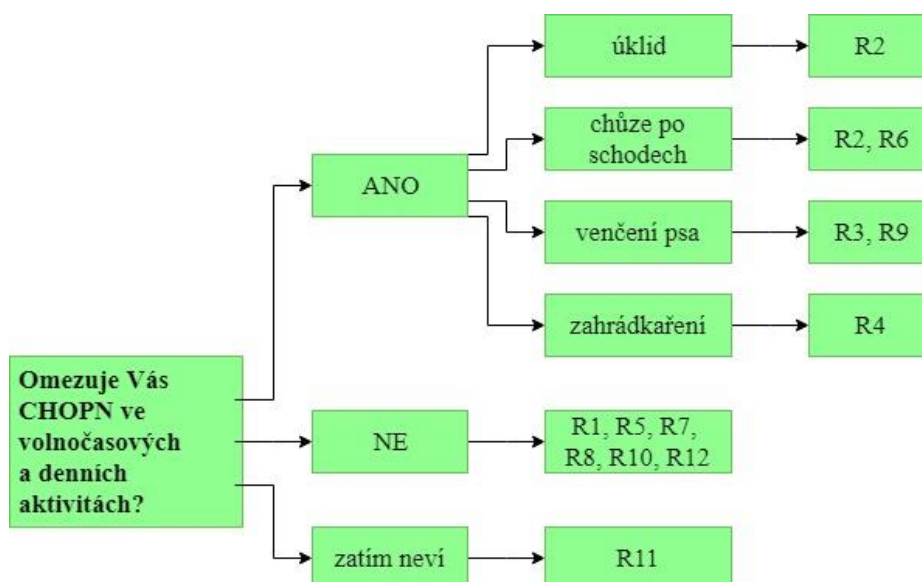 Omezuje Vás
CHOPN ve
volnočasových
a denních
aktivitách?
ANO
úklid
R2
chůze po
schodech
R2, R6
venčení psa
R3, R9
zahrádkaření
R4
NE
R1, R5, R7,
R8, R10, R12
zatím neví
R11